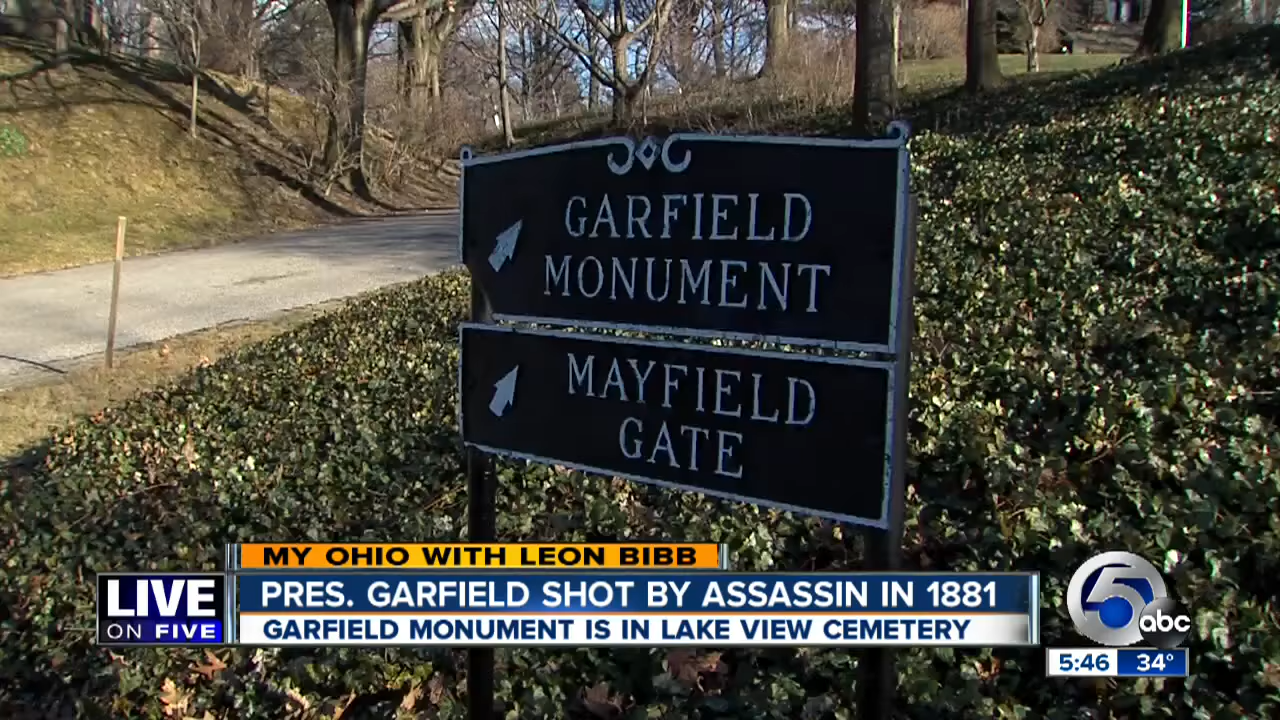 GARFIELD
MONUMENT
MAYFIELD
GATE
MY OHIO WITH LEON BIBB
LIVE
ON FIVE
PRES. GARFIELD SHOT BY ASSASSIN IN 1881
GARFIELD MONUMENT IS IN LAKE VIEW CEMETERY
5
abc
5:46 34°